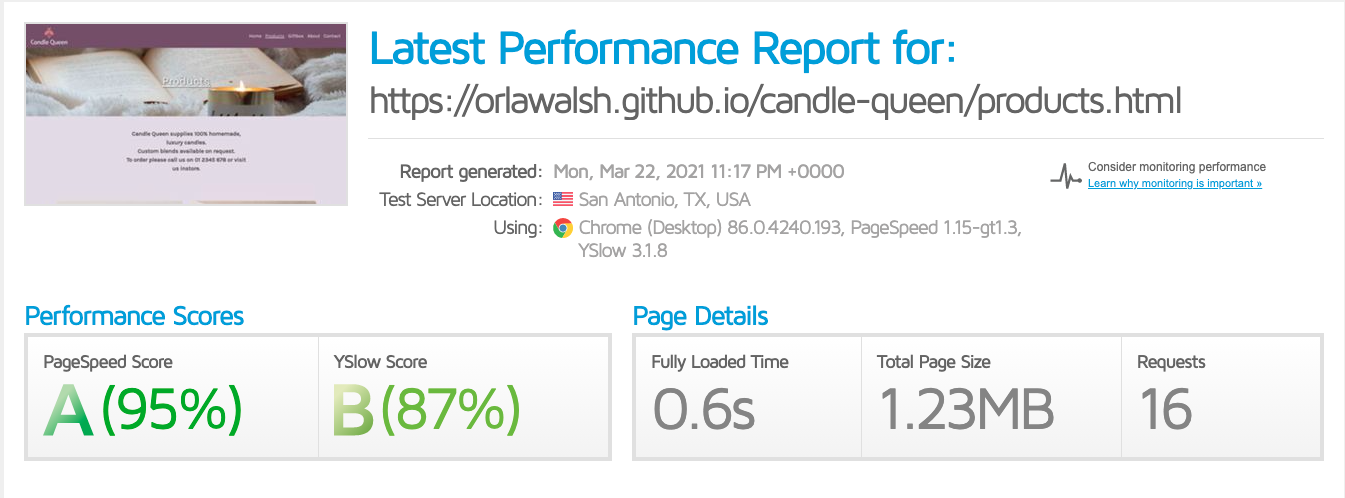 Candle Queen
Home Products Giftbox About Contact
Products
Candle Queen supplies 100% homemade,
luxury candles.
Custom blends available on request.
To order please call us on 01 2345 678 or visit
us instore.
Latest Performance Report for:
https://orlawalsh.github.io/candle-queen/products.html
Report generated: Mon, Mar 22, 2021 11:17 PM +0000
Test Server Location: San Antonio, TX, USA
Using: Chrome (Desktop) 86.0.4240.193, PageSpeed 1.15-gt1.3,
YSlow 3.1.8
Consider monitoring performance
Learn why monitoring is important »
Performance Scores
PageSpeed Score
A (95%)
YSlow Score
B (87%)
Page Details
Fully Loaded Time
0.6s
Total Page Size
1.23MB
Requests
16